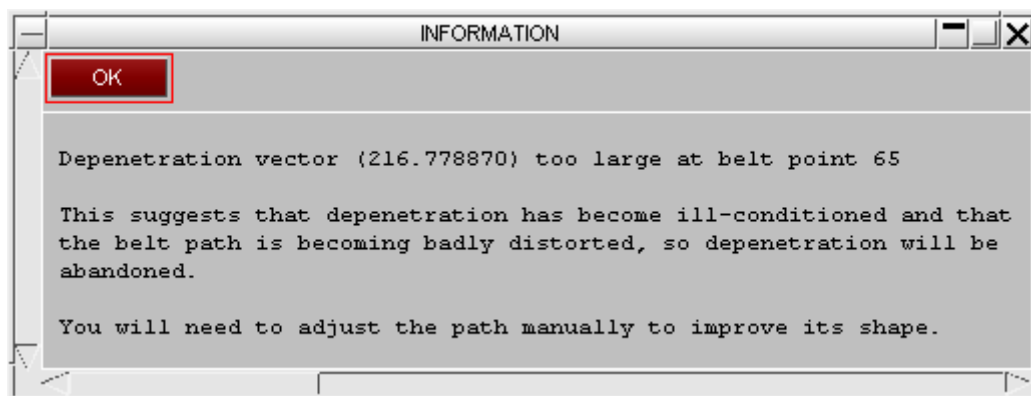 INFORMATION
OK
Depenetration vector (216.778870) too large at belt point 65
This suggests that depenetration has become ill-conditioned and that
the belt path is becoming badly distorted, so depenetration will be
abandoned.
You will need to adjust the path manually to improve its shape.